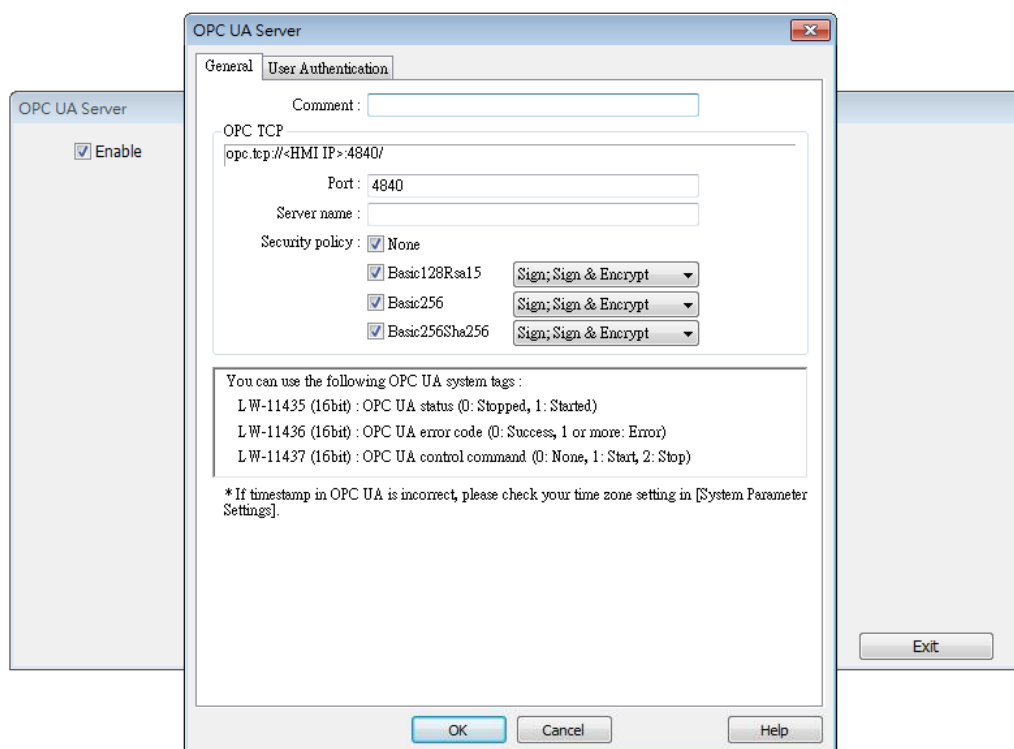 OPC UA Server
General
User Authentication
OPC UA Server
Enable
Comment :
OPC TCP
opc.tcp://<HMI IP>:4840/
Port : 4840
Server name :
Security policy : None
Basic128Rsa15 Sign; Sign & Encrypt
Basic256 Sign; Sign & Encrypt
Basic256Sha256 Sign; Sign & Encrypt
You can use the following OPC UA system tags :
LW-11435 (16bit) : OPC UA status (0: Stopped, 1: Started)
LW-11436 (16bit) : OPC UA error code (0: Success, 1 or more: Error)
LW-11437 (16bit) : OPC UA control command (0: None, 1: Start, 2: Stop)
* If timestamp in OPC UA is incorrect, please check your time zone setting in [System Parameter
Settings].
Exit
OK
Cancel
Help